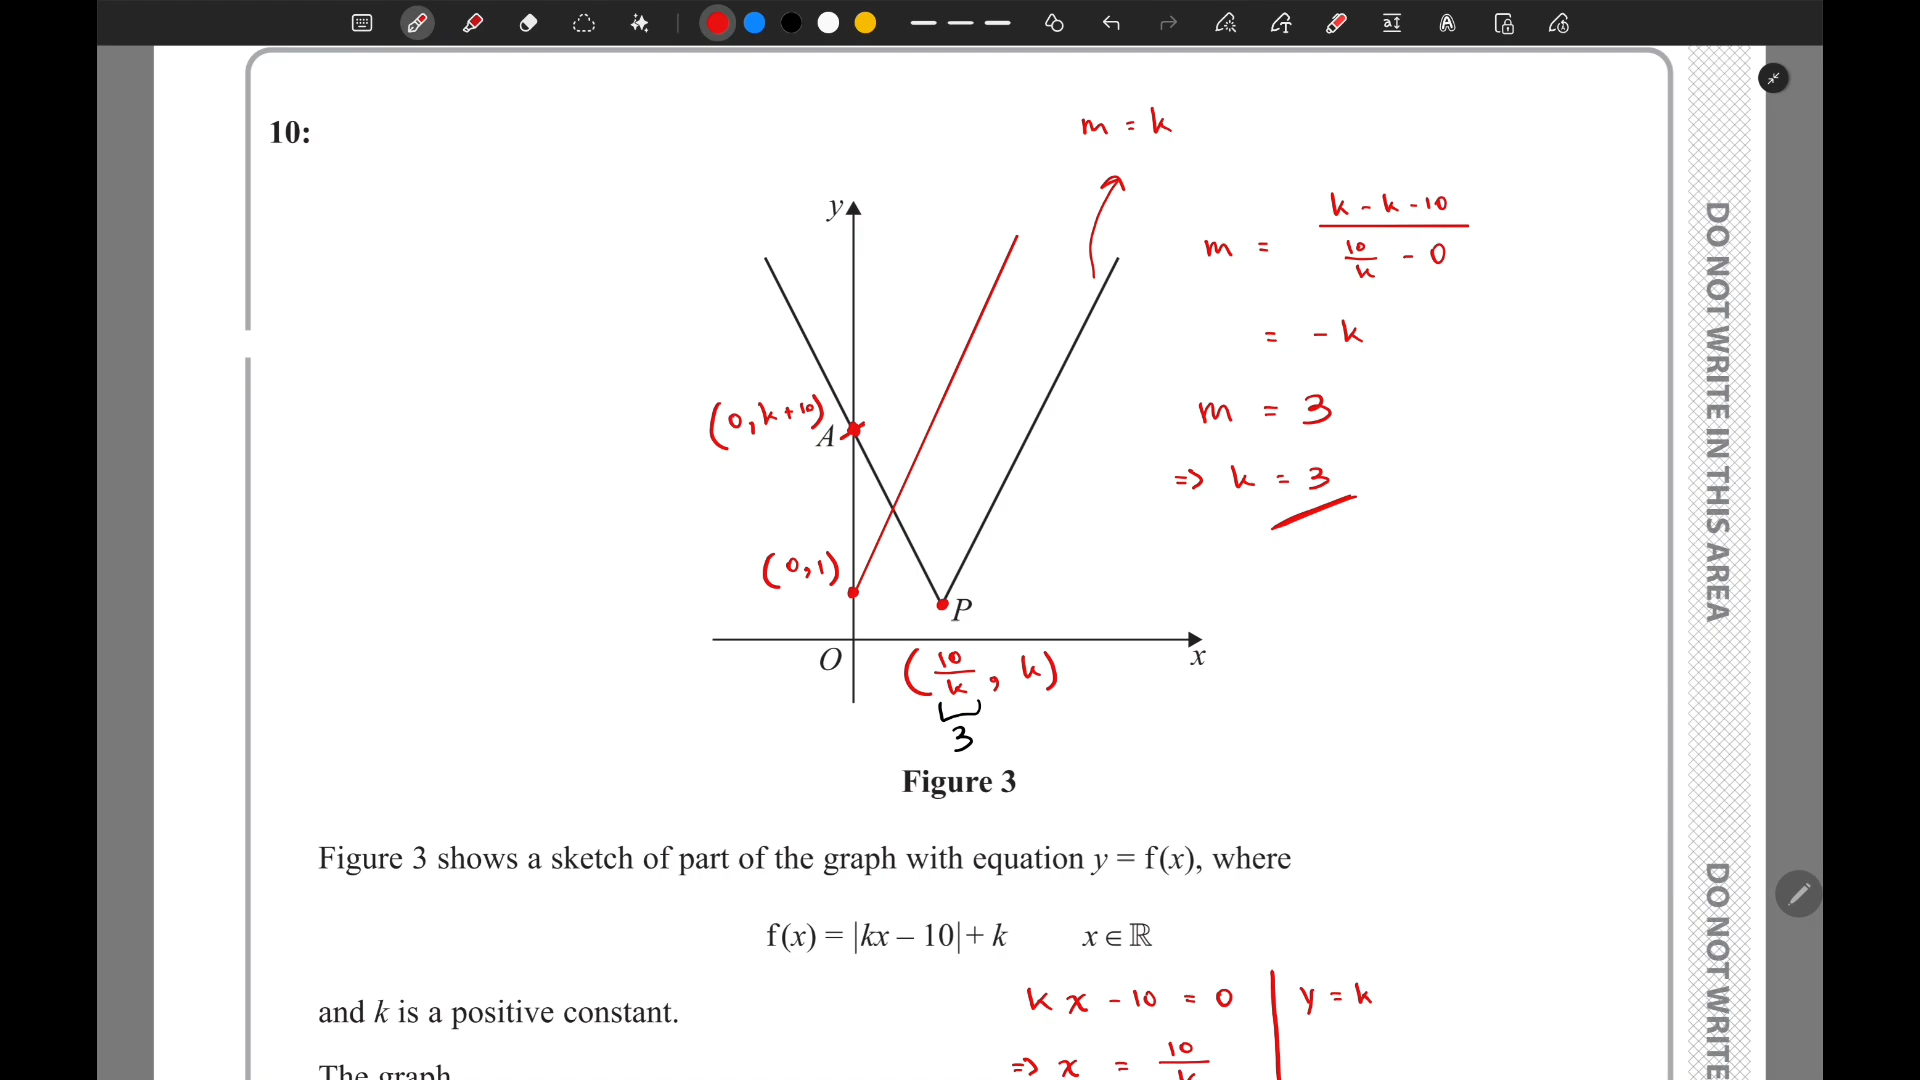 10:
m = k
y
k - k - 10
m =
10
k
- 0
= - k
(0, k + 10)
A
m = 3
=> k = 3
(0, 1)
P
O
x
(10/k, k)
3
Figure 3
Figure 3 shows a sketch of part of the graph with equation y = f(x), where
f(x) = |kx – 10| + k x ∈ ℝ
k x - 10 = 0 y = k
and k is a positive constant.
=> x = 10/k
The graph
DO NOT WRITE IN THIS AREA
DO NOT WRITE